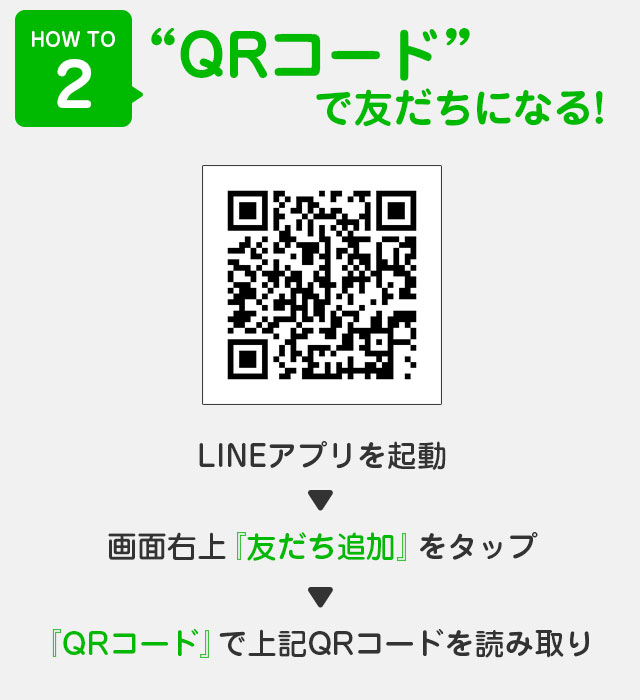 HOW TO
2
“QRコード”
で友だちになる!
LINEアプリを起動
▼
画面右上『友だち追加』をタップ
▼
『QRコード』で上記QRコードを読み取り